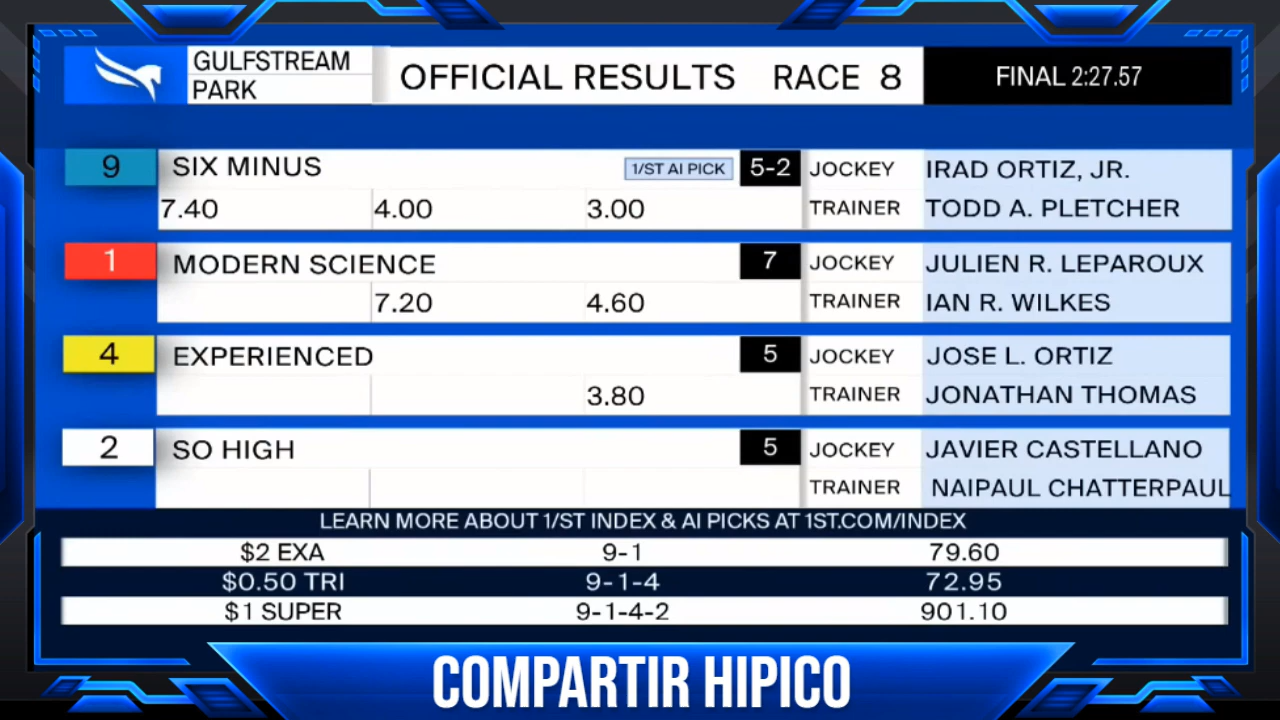 GULFSTREAM
PARK
OFFICIAL RESULTS RACE 8
FINAL 2:27.57
9 SIX MINUS 1/ST AI PICK 5-2 JOCKEY IRAD ORTIZ, JR.
7.40 4.00 3.00 TRAINER TODD A. PLETCHER
1 MODERN SCIENCE 7 JOCKEY JULIEN R. LEPAROUX
7.20 4.60 TRAINER IAN R. WILKES
4 EXPERIENCED 5 JOCKEY JOSE L. ORTIZ
3.80 TRAINER JONATHAN THOMAS
2 SO HIGH 5 JOCKEY JAVIER CASTELLANO
TRAINER NAIPAUL CHATTERPAUL
LEARN MORE ABOUT 1/ST INDEX & AI PICKS AT 1ST.COM/INDEX
$2 EXA 9-1 79.60
$0.50 TRI 9-1-4 72.95
$1 SUPER 9-1-4-2 901.10
COMPARTIR HIPICO